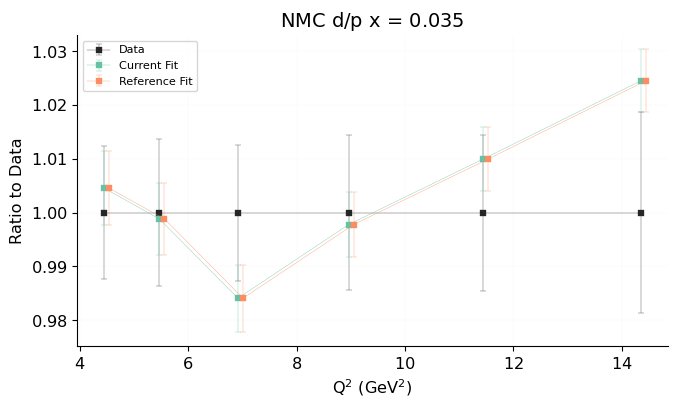 NMC d/p x = 0.035
Data
Current Fit
Reference Fit
1.03
1.02
1.01
1.00
0.99
0.98
Ratio to Data
4
6
8
10
12
14
Q² (GeV²)